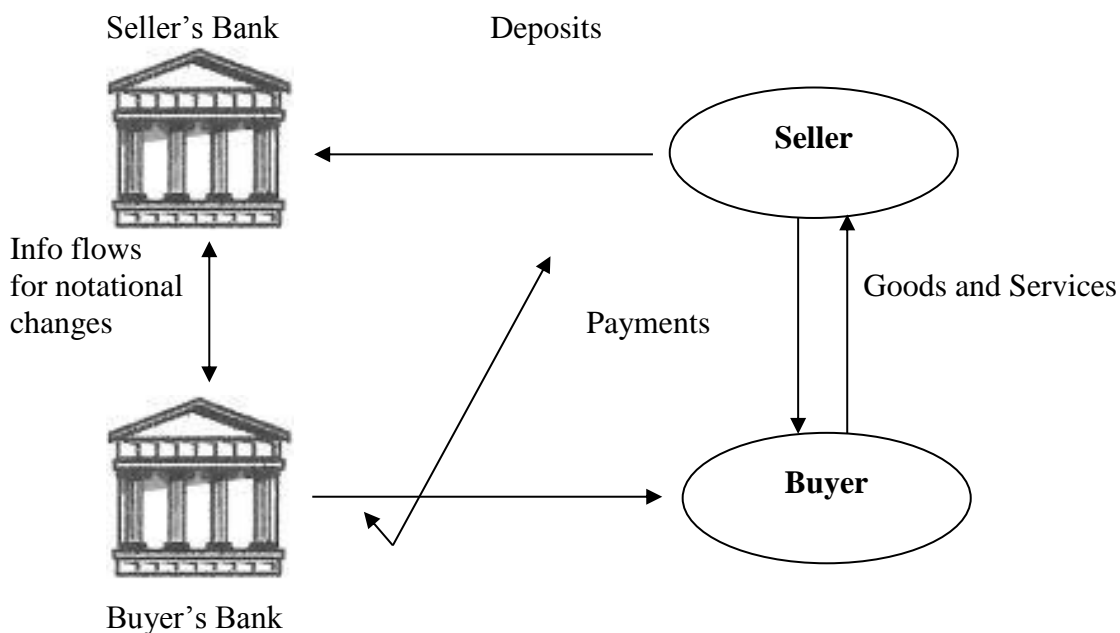 Seller’s Bank
Deposits
Seller
Info flows
for notational
changes
Goods and Services
Payments
Buyer
Buyer’s Bank